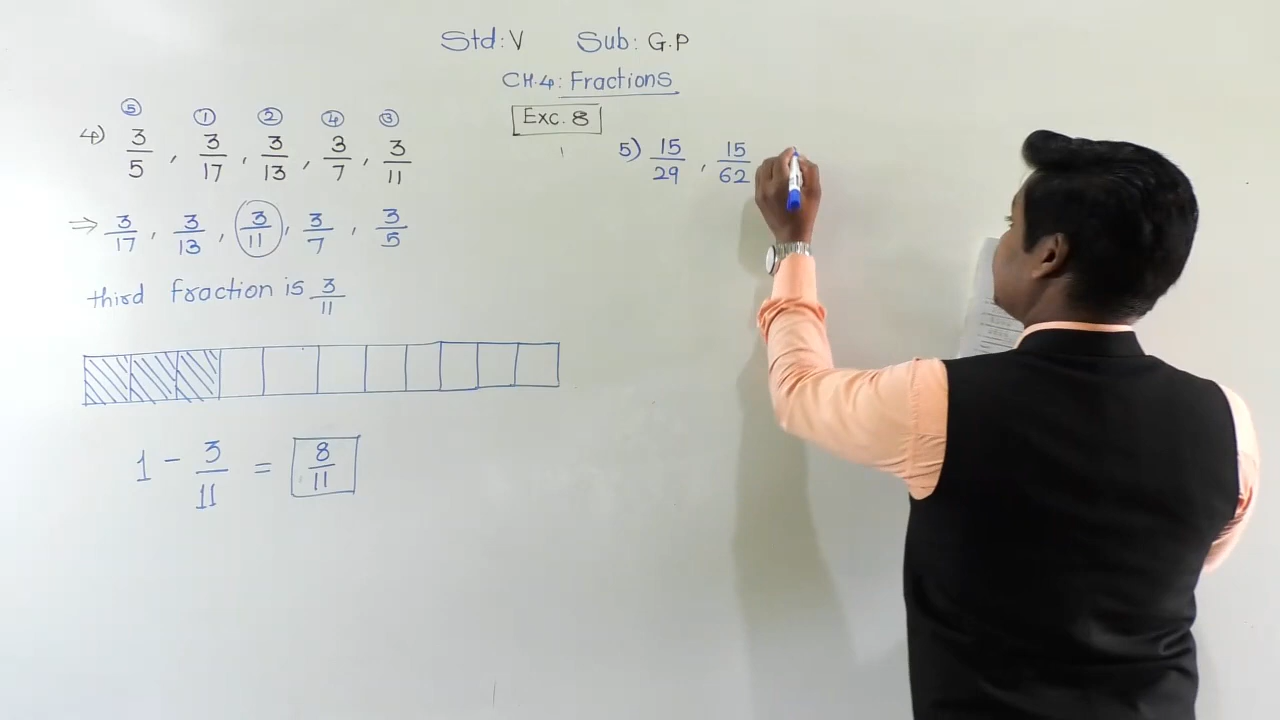 Std: V Sub: G.P
CH.4: Fractions
Exc. 8
⑤ ① ② ④ ③
4) 3/5 , 3/17 , 3/13 , 3/7 , 3/11
⇒ 3/17 , 3/13 , 3/11 , 3/7 , 3/5
third fraction is 3/11
1 - 3/11 = 8/11
5) 15/29 , 15/62